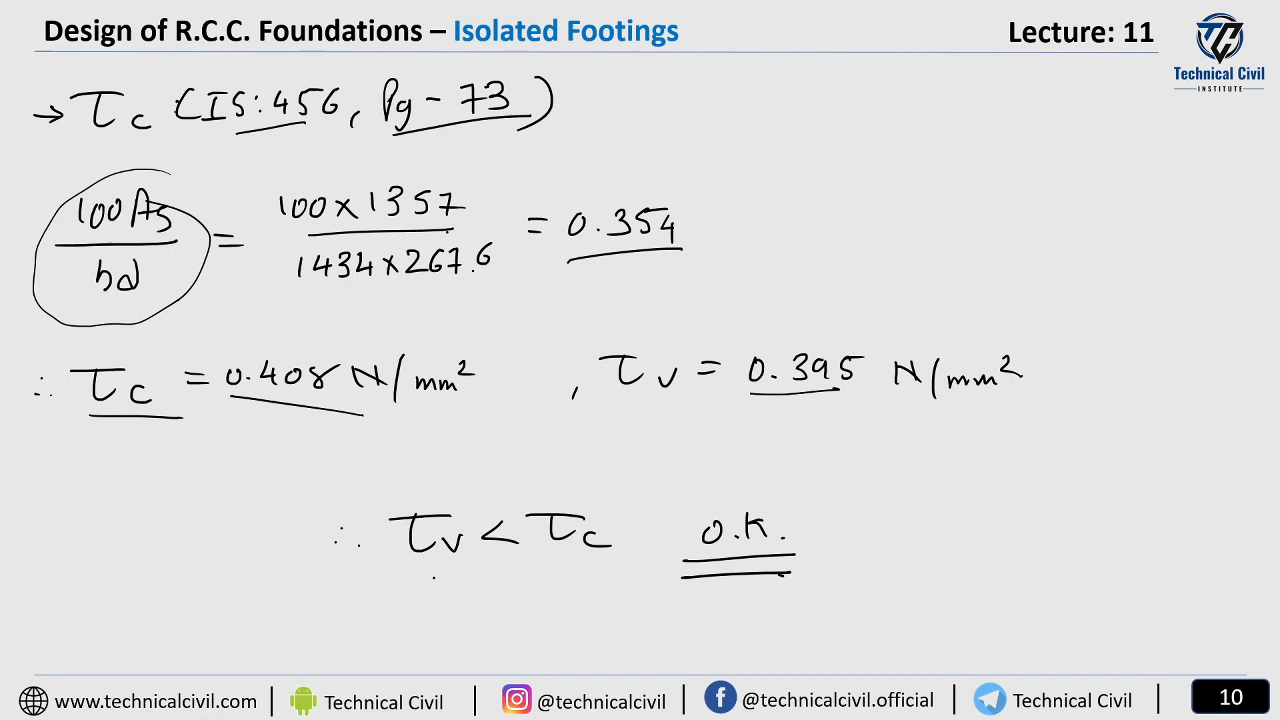 Design of R.C.C. Foundations – Isolated Footings
Lecture: 11
Technical Civil
INSTITUTE
→ τc (IS:456, Pg - 73)
100 As / bd = 100 x 1357 / 1434 x 267.6 = 0.354
∴ τc = 0.408 N/mm² , τv = 0.395 N/mm²
∴ τv < τc O.K.
www.technicalcivil.com | Technical Civil | @technicalcivil | @technicalcivil.official | Technical Civil | 10